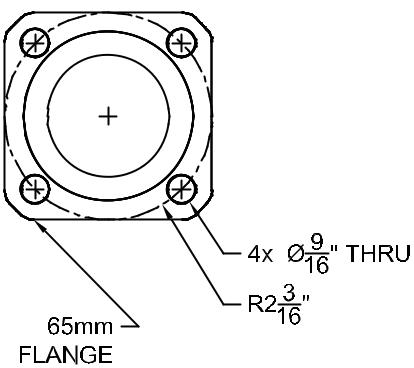 4x Ø9/16" THRU
R2 3/16"
65mm
FLANGE